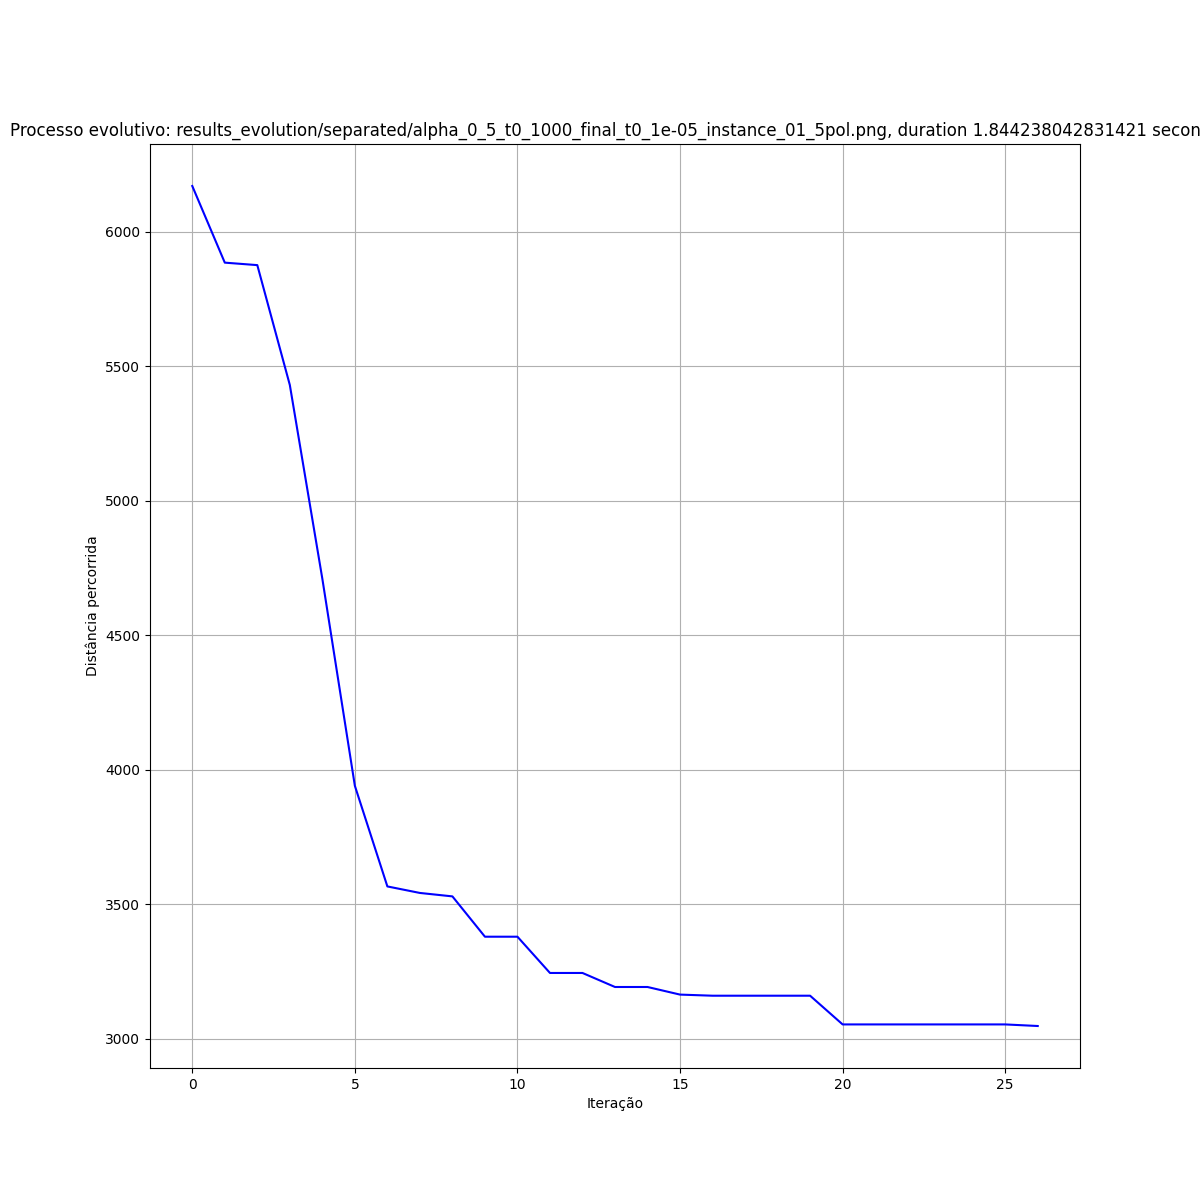 Processo evolutivo: results_evolution/separated/alpha_0_5_t0_1000_final_t0_1e-05_instance_01_5pol.png, duration 1.844238042831421 secon
6000
5500
5000
4500
4000
3500
3000
Distância percorrida
0 5 10 15 20 25
Iteração